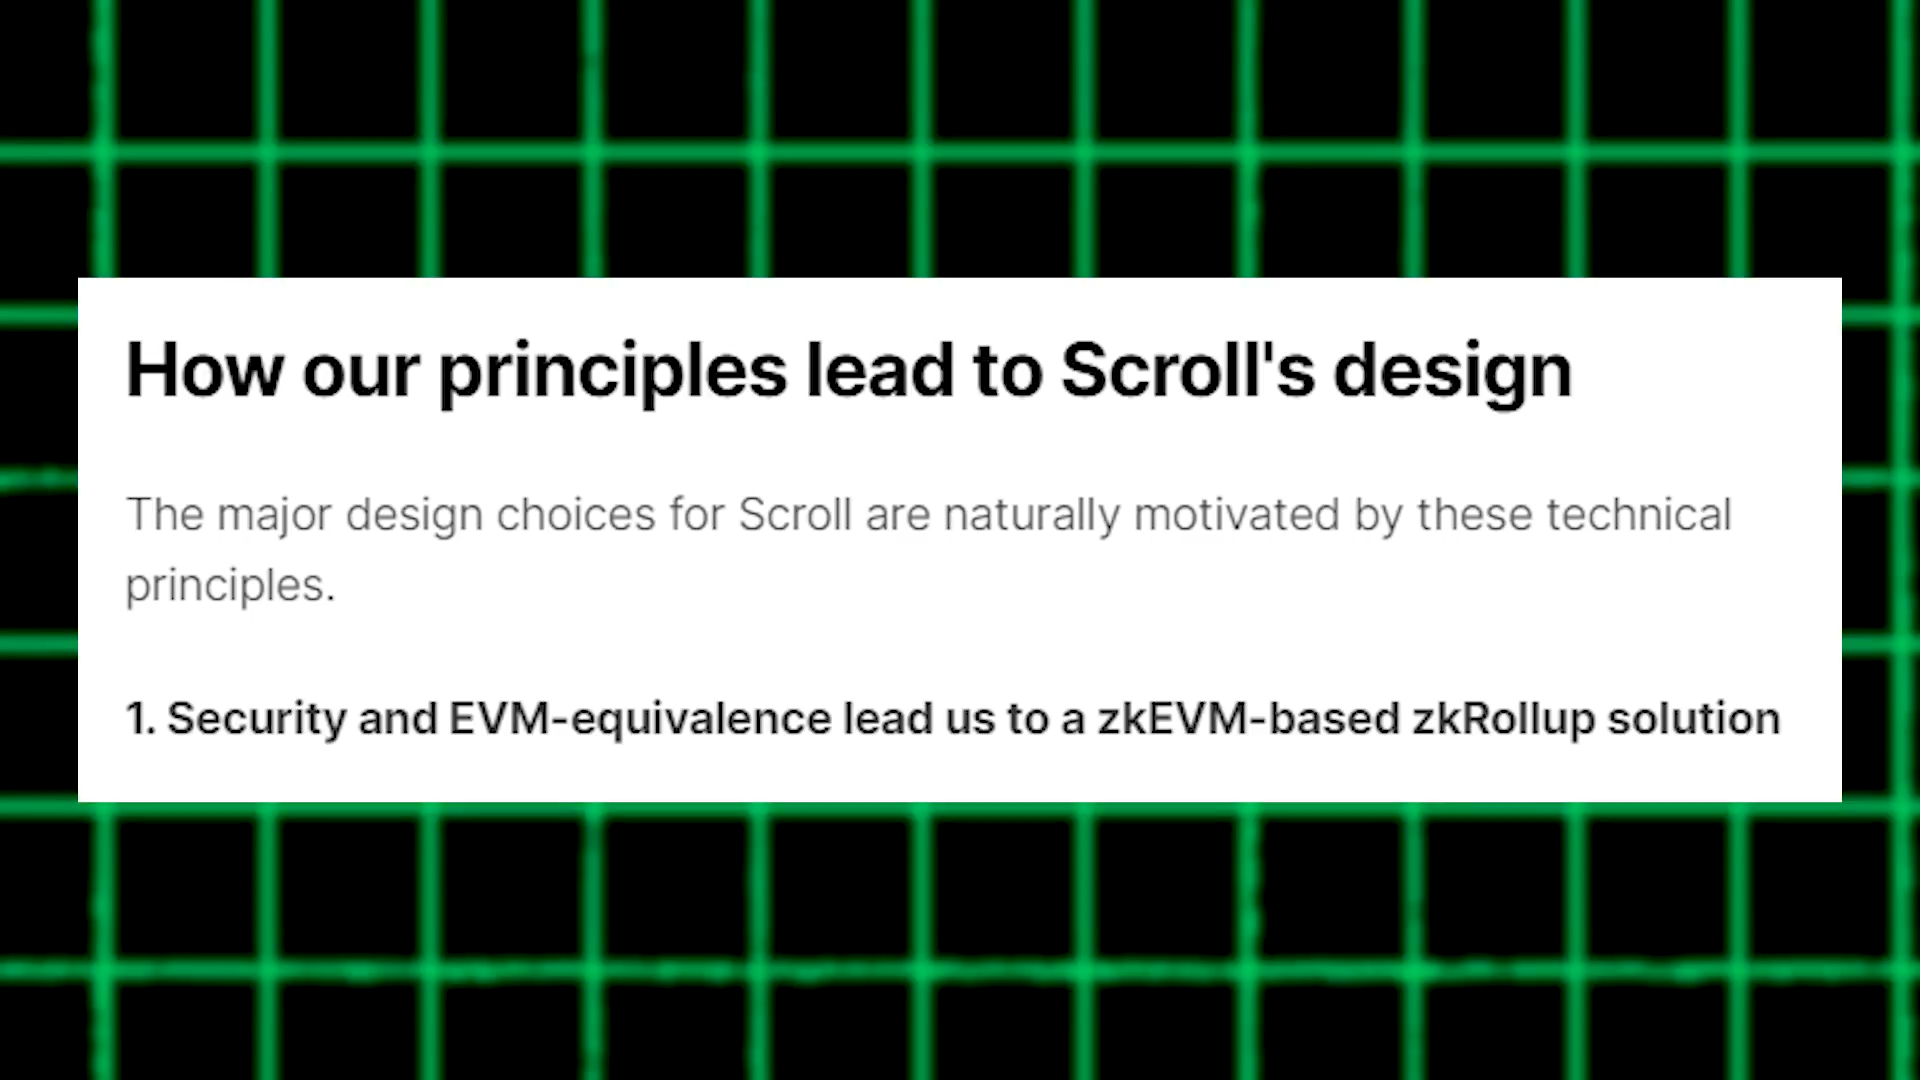 How our principles lead to Scroll's design
The major design choices for Scroll are naturally motivated by these technical
principles.
1. Security and EVM-equivalence lead us to a zkEVM-based zkRollup solution